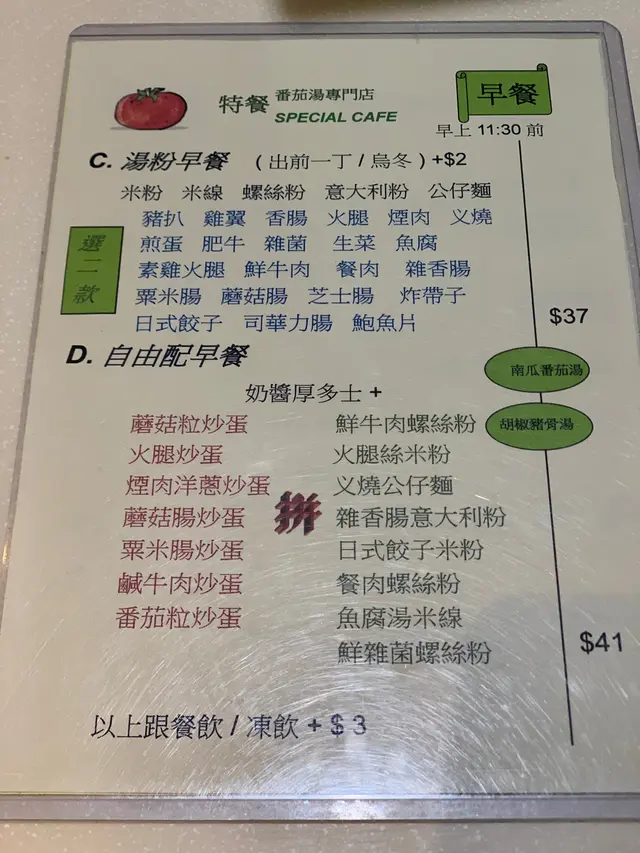 特餐 番茄湯專門店
SPECIAL CAFE
早餐
早上 11:30 前
C. 湯粉早餐 (出前一丁 / 烏冬) +$2
米粉 米線 螺絲粉 意大利粉 公仔麵
選二款
豬扒 雞翼 香腸 火腿 煙肉 义燒
煎蛋 肥牛 雜菌 生菜 魚腐
素雞火腿 鮮牛肉 餐肉 雜香腸
粟米腸 蘑菇腸 芝士腸 炸帶子
日式餃子 司華力腸 鮑魚片
$37
D. 自由配早餐
南瓜番茄湯
胡椒豬骨湯
奶醬厚多士 +
蘑菇粒炒蛋 鮮牛肉螺絲粉
火腿炒蛋 火腿絲米粉
煙肉洋蔥炒蛋 义燒公仔麵
拼
蘑菇腸炒蛋 雜香腸意大利粉
粟米腸炒蛋 日式餃子米粉
鹹牛肉炒蛋 餐肉螺絲粉
番茄粒炒蛋 魚腐湯米線
鮮雜菌螺絲粉
$41
以上跟餐飲 / 凍飲 + $ 3